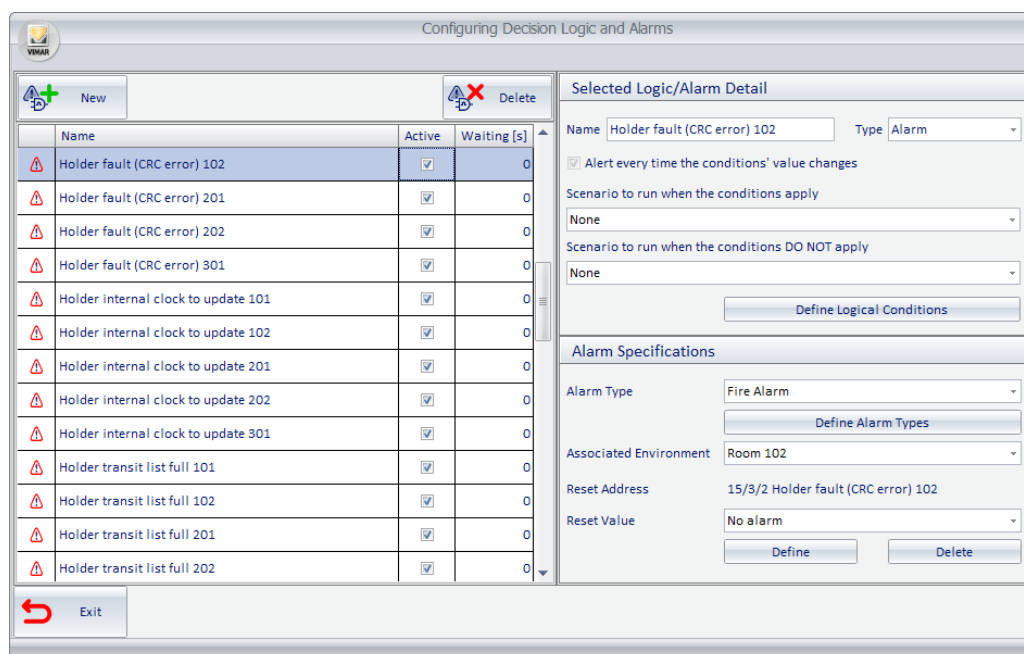 Configuring Decision Logic and Alarms
VIMAR
New
Delete
Name Active Waiting [s]
Holder fault (CRC error) 102 0
Holder fault (CRC error) 201 0
Holder fault (CRC error) 202 0
Holder fault (CRC error) 301 0
Holder internal clock to update 101 0
Holder internal clock to update 102 0
Holder internal clock to update 201 0
Holder internal clock to update 202 0
Holder internal clock to update 301 0
Holder transit list full 101 0
Holder transit list full 102 0
Holder transit list full 201 0
Holder transit list full 202 0
Selected Logic/Alarm Detail
Name Holder fault (CRC error) 102 Type Alarm
Alert every time the conditions' value changes
Scenario to run when the conditions apply
None
Scenario to run when the conditions DO NOT apply
None
Define Logical Conditions
Alarm Specifications
Alarm Type Fire Alarm
Define Alarm Types
Associated Environment Room 102
Reset Address 15/3/2 Holder fault (CRC error) 102
Reset Value No alarm
Define Delete
Exit